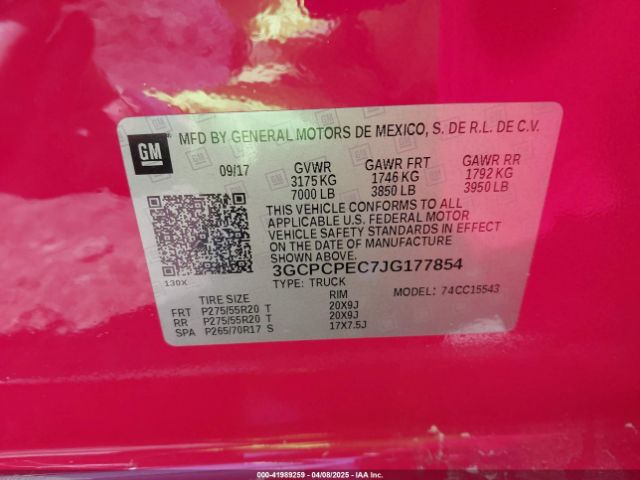 GM
MFD BY GENERAL MOTORS DE MEXICO, S. DE R.L. DE C.V.
09/17 GVWR GAWR FRT GAWR RR
3175 KG 1746 KG 1792 KG
7000 LB 3850 LB 3950 LB
THIS VEHICLE CONFORMS TO ALL
APPLICABLE U.S. FEDERAL MOTOR
VEHICLE SAFETY STANDARDS IN EFFECT
ON THE DATE OF MANUFACTURE
SHOWN ABOVE.
3GCPCPEC7JG177854
130X TYPE: TRUCK MODEL: 74CC15543
TIRE SIZE RIM
FRT P275/55R20 T 20X9J
RR P275/55R20 T 20X9J
SPA P265/70R17 S 17X7.5J
000-41989259 - 04/08/2025 - IAA Inc.